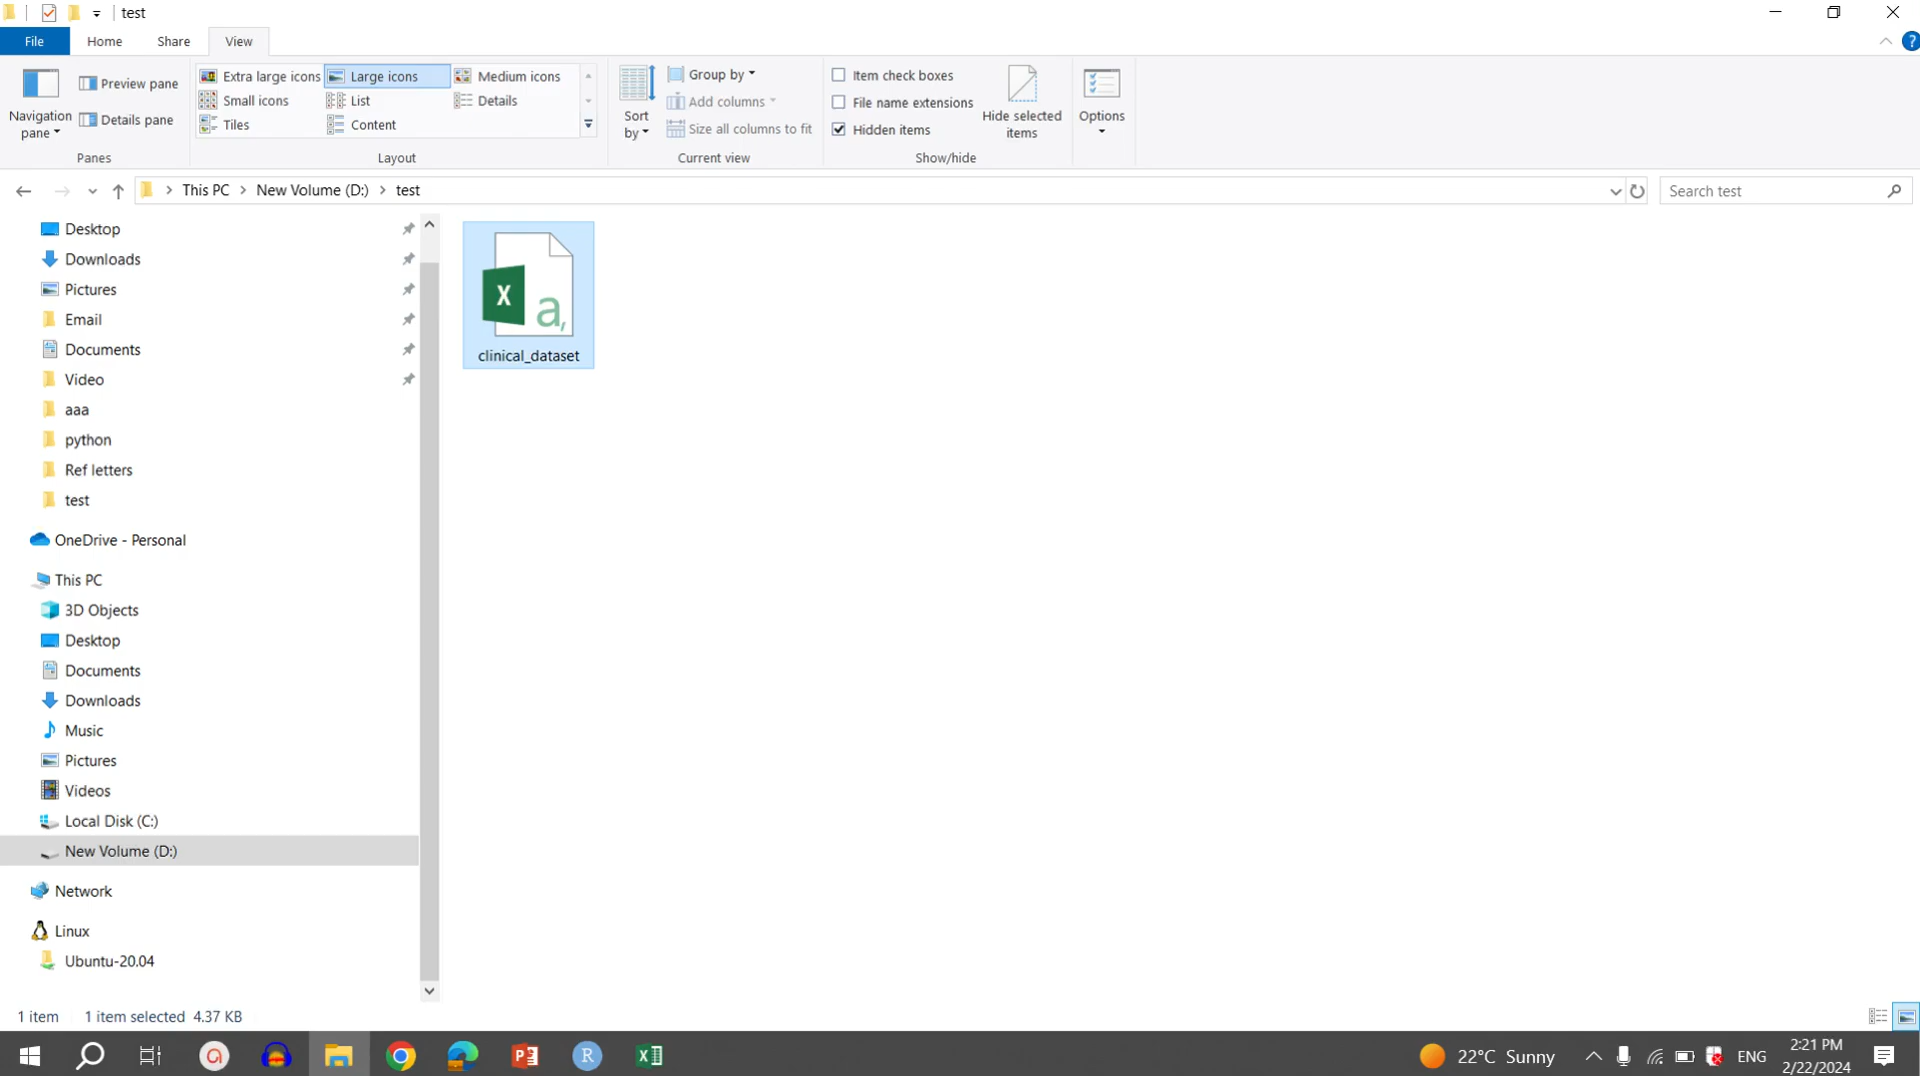 test
File Home Share View
Navigation pane
Preview pane
Details pane
Panes
Extra large icons Large icons Medium icons
Small icons List Details
Tiles Content
Layout
Sort by
Group by
Add columns
Size all columns to fit
Current view
Item check boxes
File name extensions
Hidden items
Hide selected items
Show/hide
Options
This PC New Volume (D:) test
Search test
Desktop
Downloads
Pictures
Email
Documents
Video
aaa
python
Ref letters
test
OneDrive - Personal
This PC
3D Objects
Desktop
Documents
Downloads
Music
Pictures
Videos
Local Disk (C:)
New Volume (D:)
Network
Linux
Ubuntu-20.04
X a,
clinical_dataset
1 item 1 item selected 4.37 KB
22°C Sunny ENG
2:21 PM
2/22/2024